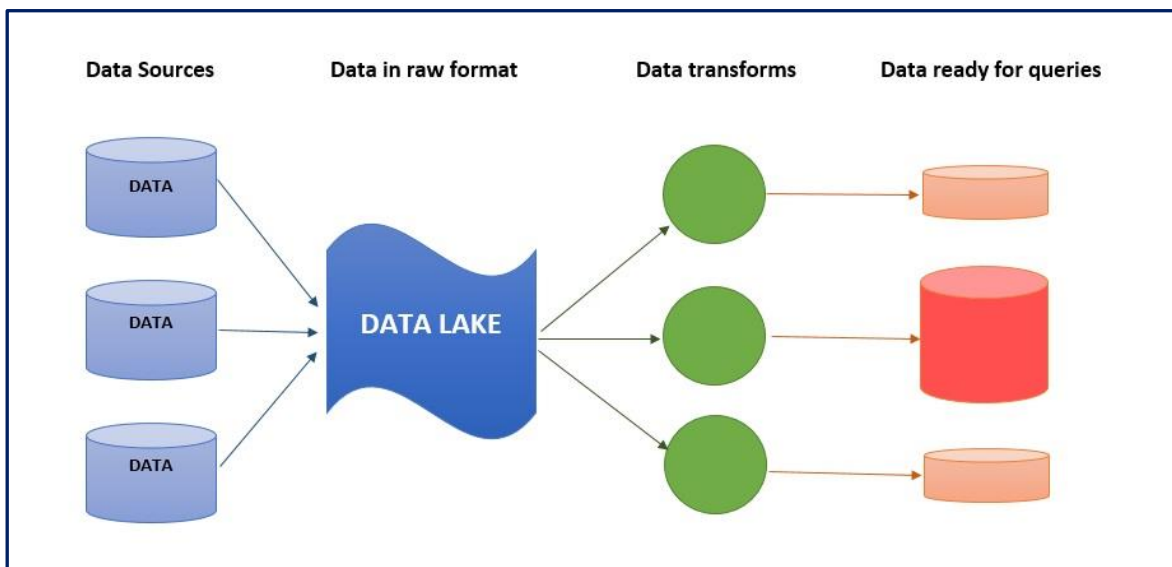 Data Sources
Data in raw format
Data transforms
Data ready for queries
DATA
DATA
DATA
DATA LAKE